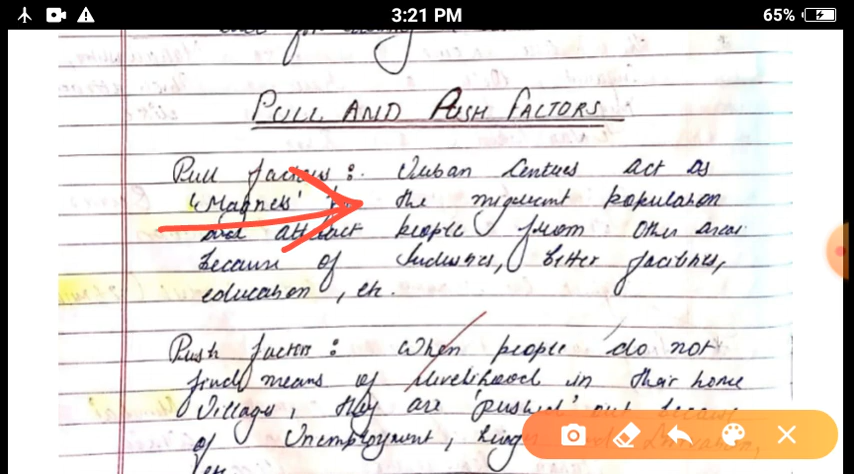 3:21 PM
65%
PULL AND PUSH FACTORS
Pull factors : Urban Centres act as
"Magnets' the migrant population
and attract people from other areas
because of Industries, better facilities,
education, etc.
Push factors : When people do not
find means of livelihood in their home
Villages, they are 'pushed' out because
of Unemployment,
etc